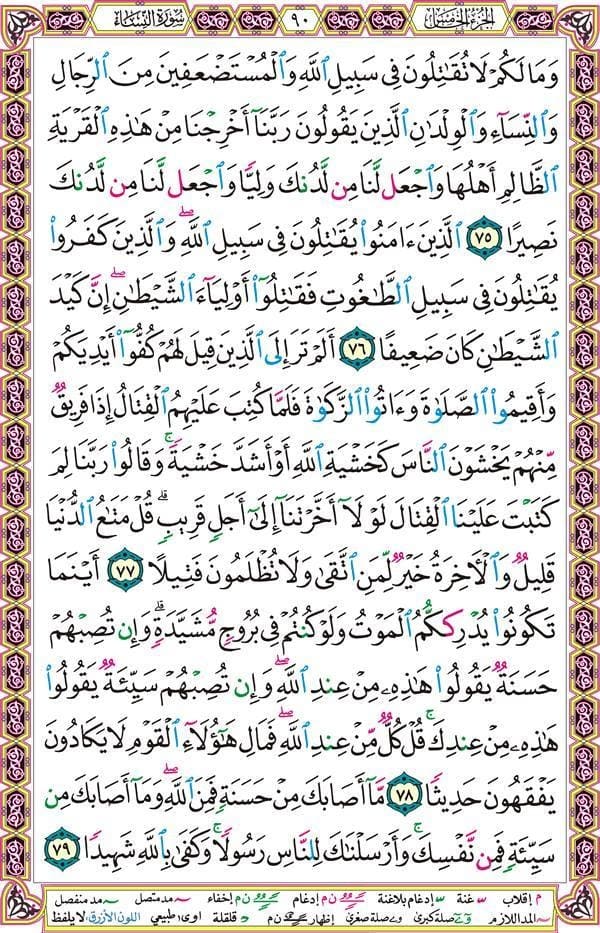 الجزء الخامس
٩٠
سورة النساء
وَمَا لَكُمْ لَا تُقَٰتِلُونَ فِى سَبِيلِ ٱللَّهِ وَٱلْمُسْتَضْعَفِينَ مِنَ ٱلرِّجَالِ
وَٱلنِّسَآءِ وَٱلْوِلْدَٰنِ ٱلَّذِينَ يَقُولُونَ رَبَّنَآ أَخْرِجْنَا مِنْ هَٰذِهِ ٱلْقَرْيَةِ
ٱلظَّالِمِ أَهْلُهَا وَٱجْعَل لَّنَا مِن لَّدُنكَ وَلِيًّا وَٱجْعَل لَّنَا مِن لَّدُنكَ
نَصِيرًا ٧٥ ٱلَّذِينَ ءَامَنُوا۟ يُقَٰتِلُونَ فِى سَبِيلِ ٱللَّهِ ۖ وَٱلَّذِينَ كَفَرُوا۟
يُقَٰتِلُونَ فِى سَبِيلِ ٱلطَّٰغُوتِ فَقَٰتِلُوٓا۟ أَوْلِيَآءَ ٱلشَّيْطَٰنِ ۖ إِنَّ كَيْدَ
ٱلشَّيْطَٰنِ كَانَ ضَعِيفًا ٧٦ أَلَمْ تَرَ إِلَى ٱلَّذِينَ قِيلَ لَهُمْ كُفُّوٓا۟ أَيْدِيَكُمْ
وَأَقِيمُوا۟ ٱلصَّلَوٰةَ وَءَاتُوا۟ ٱلزَّكَوٰةَ فَلَمَّا كُتِبَ عَلَيْهِمُ ٱلْقِتَالُ إِذَا فَرِيقٌ
مِّنْهُمْ يَخْشَوْنَ ٱلنَّاسَ كَخَشْيَةِ ٱللَّهِ أَوْ أَشَدَّ خَشْيَةً ۚ وَقَالُوا۟ رَبَّنَا لِمَ
كَتَبْتَ عَلَيْنَا ٱلْقِتَالَ لَوْلَآ أَخَّرْتَنَآ إِلَىٰٓ أَجَلٍ قَرِيبٍ ۗ قُلْ مَتَٰعُ ٱلدُّنْيَا
قَلِيلٌ وَٱلْءَاخِرَةُ خَيْرٌ لِّمَنِ ٱتَّقَىٰ وَلَا تُظْلَمُونَ فَتِيلًا ٧٧ أَيْنَمَا
تَكُونُوا۟ يُدْرِككُّمُ ٱلْمَوْتُ وَلَوْ كُنتُمْ فِى بُرُوجٍ مُّشَيَّدَةٍ ۗ وَإِن تُصِبْهُمْ
حَسَنَةٌ يَقُولُوا۟ هَٰذِهِۦ مِنْ عِندِ ٱللَّهِ ۖ وَإِن تُصِبْهُمْ سَيِّئَةٌ يَقُولُوا۟
هَٰذِهِۦ مِنْ عِندِكَ ۚ قُلْ كُلٌّ مِّنْ عِندِ ٱللَّهِ ۖ فَمَالِ هَٰٓؤُلَآءِ ٱلْقَوْمِ لَا يَكَادُونَ
يَفْقَهُونَ حَدِيثًا ٧٨ مَّآ أَصَابَكَ مِنْ حَسَنَةٍ فَمِنَ ٱللَّهِ ۖ وَمَآ أَصَابَكَ مِن
سَيِّئَةٍ فَمِن نَّفْسِكَ ۚ وَأَرْسَلْنَٰكَ لِلنَّاسِ رَسُولًا ۚ وَكَفَىٰ بِٱللَّهِ شَهِيدًا ٧٩
م إقلاب غنة إدغام بلاغنة ن م إدغام ن م إخفاء مد متصل مد منفصل
المد اللازم صلة كبرى صلة صغرى إظهار ن م قلقلة اوى طبيعي اللون الأزرق لا يلفظ